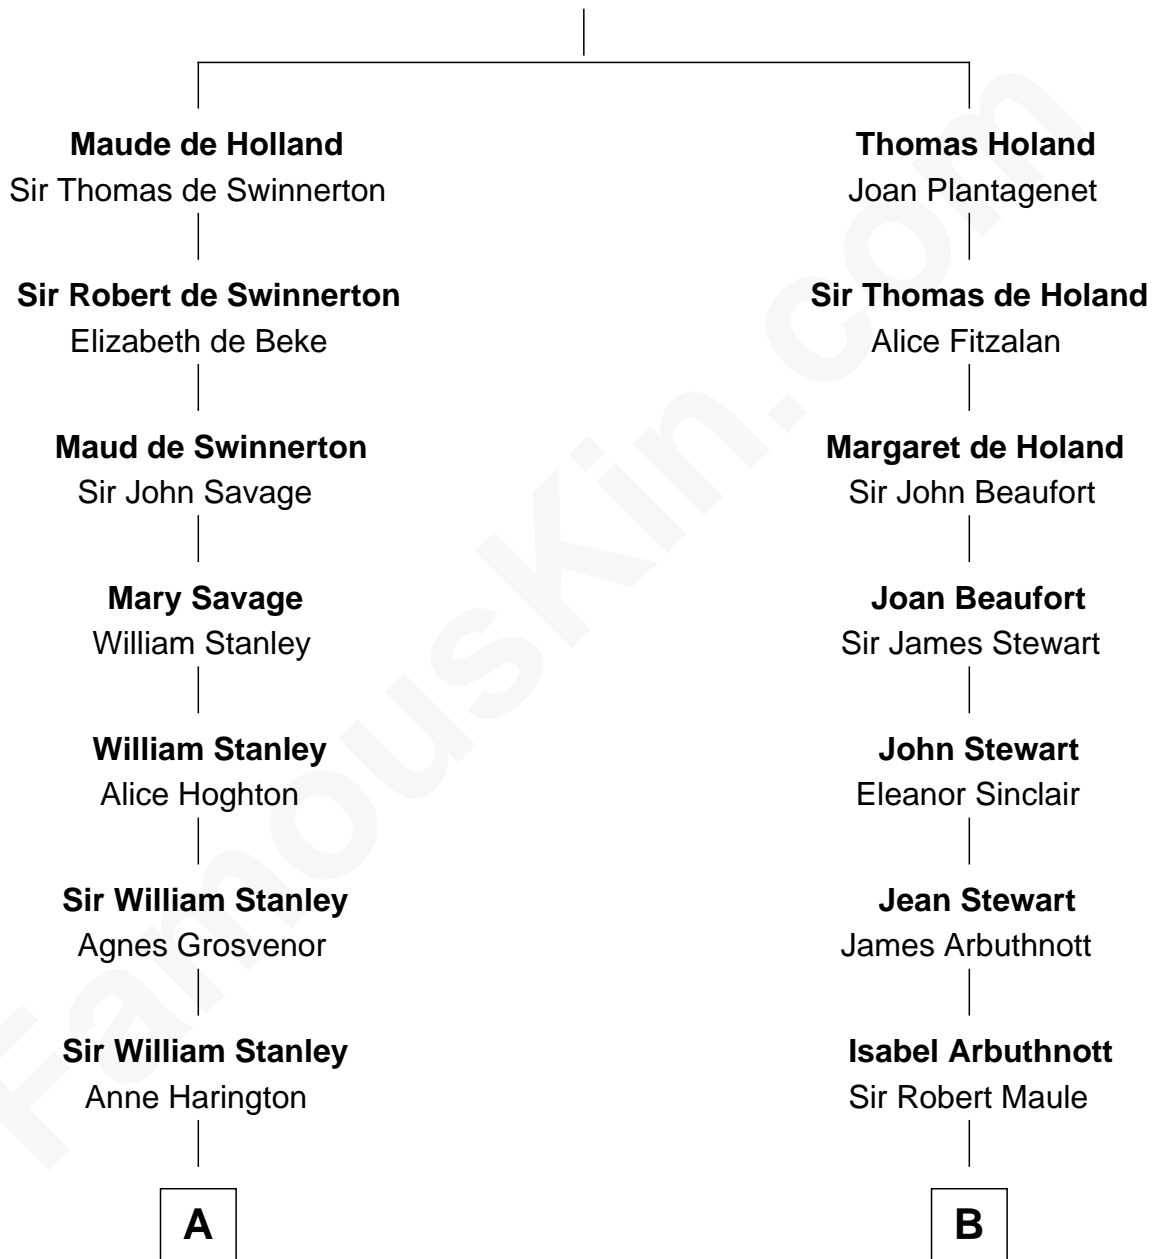 Maude de Holland
Sir Thomas de Swinnerton
Thomas Holand
Joan Plantagenet
Sir Robert de Swinnerton
Elizabeth de Beke
Sir Thomas de Holand
Alice Fitzalan
Maud de Swinnerton
Sir John Savage
Margaret de Holand
Sir John Beaufort
Mary Savage
William Stanley
Joan Beaufort
Sir James Stewart
William Stanley
Alice Hoghton
John Stewart
Eleanor Sinclair
Sir William Stanley
Agnes Grosvenor
Jean Stewart
James Arbuthnott
Sir William Stanley
Anne Harington
Isabel Arbuthnott
Sir Robert Maule
A
B
FamousKin.com